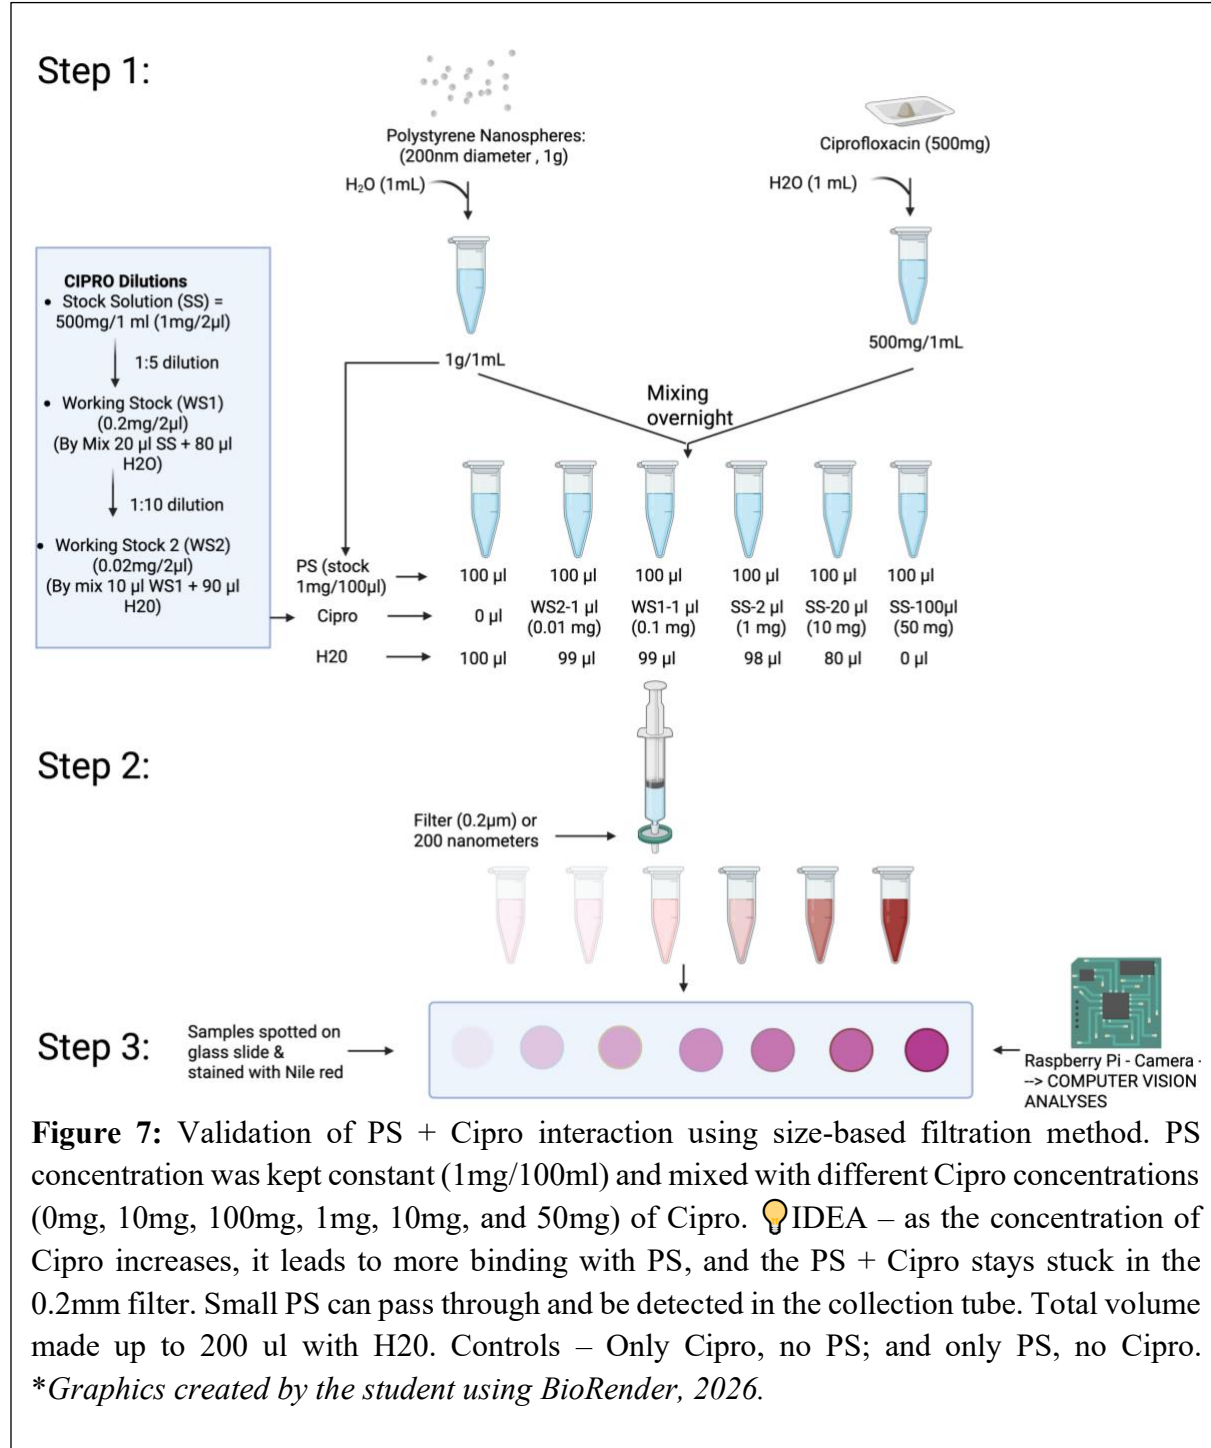 Step 1:
Polystyrene Nanospheres:
(200nm diameter , 1g)
H₂O (1mL)
Ciprofloxacin (500mg)
H2O (1 mL)
CIPRO Dilutions
• Stock Solution (SS) =
500mg/1 ml (1mg/2µl)
1:5 dilution
• Working Stock (WS1)
(0.2mg/2µl)
(By Mix 20 µl SS + 80 µl
H2O)
1:10 dilution
• Working Stock 2 (WS2)
(0.02mg/2µl)
(By mix 10 µl WS1 + 90 µl
H20)
1g/1mL
500mg/1mL
Mixing
overnight
PS (stock
1mg/100µl)
100 µl 100 µl 100 µl 100 µl 100 µl 100 µl
Cipro
0 µl WS2-1 µl WS1-1 µl SS-2 µl SS-20 µl SS-100µl
(0.01 mg) (0.1 mg) (1 mg) (10 mg) (50 mg)
H20
100 µl 99 µl 99 µl 98 µl 80 µl 0 µl
Step 2:
Filter (0.2µm) or
200 nanometers
Step 3:
Samples spotted on
glass slide &
stained with Nile red
Raspberry Pi - Camera -
--> COMPUTER VISION
ANALYSES
Figure 7: Validation of PS + Cipro interaction using size-based filtration method. PS
concentration was kept constant (1mg/100ml) and mixed with different Cipro concentrations
(0mg, 10mg, 100mg, 1mg, 10mg, and 50mg) of Cipro. 💡IDEA – as the concentration of
Cipro increases, it leads to more binding with PS, and the PS + Cipro stays stuck in the
0.2mm filter. Small PS can pass through and be detected in the collection tube. Total volume
made up to 200 ul with H20. Controls – Only Cipro, no PS; and only PS, no Cipro.
*Graphics created by the student using BioRender, 2026.